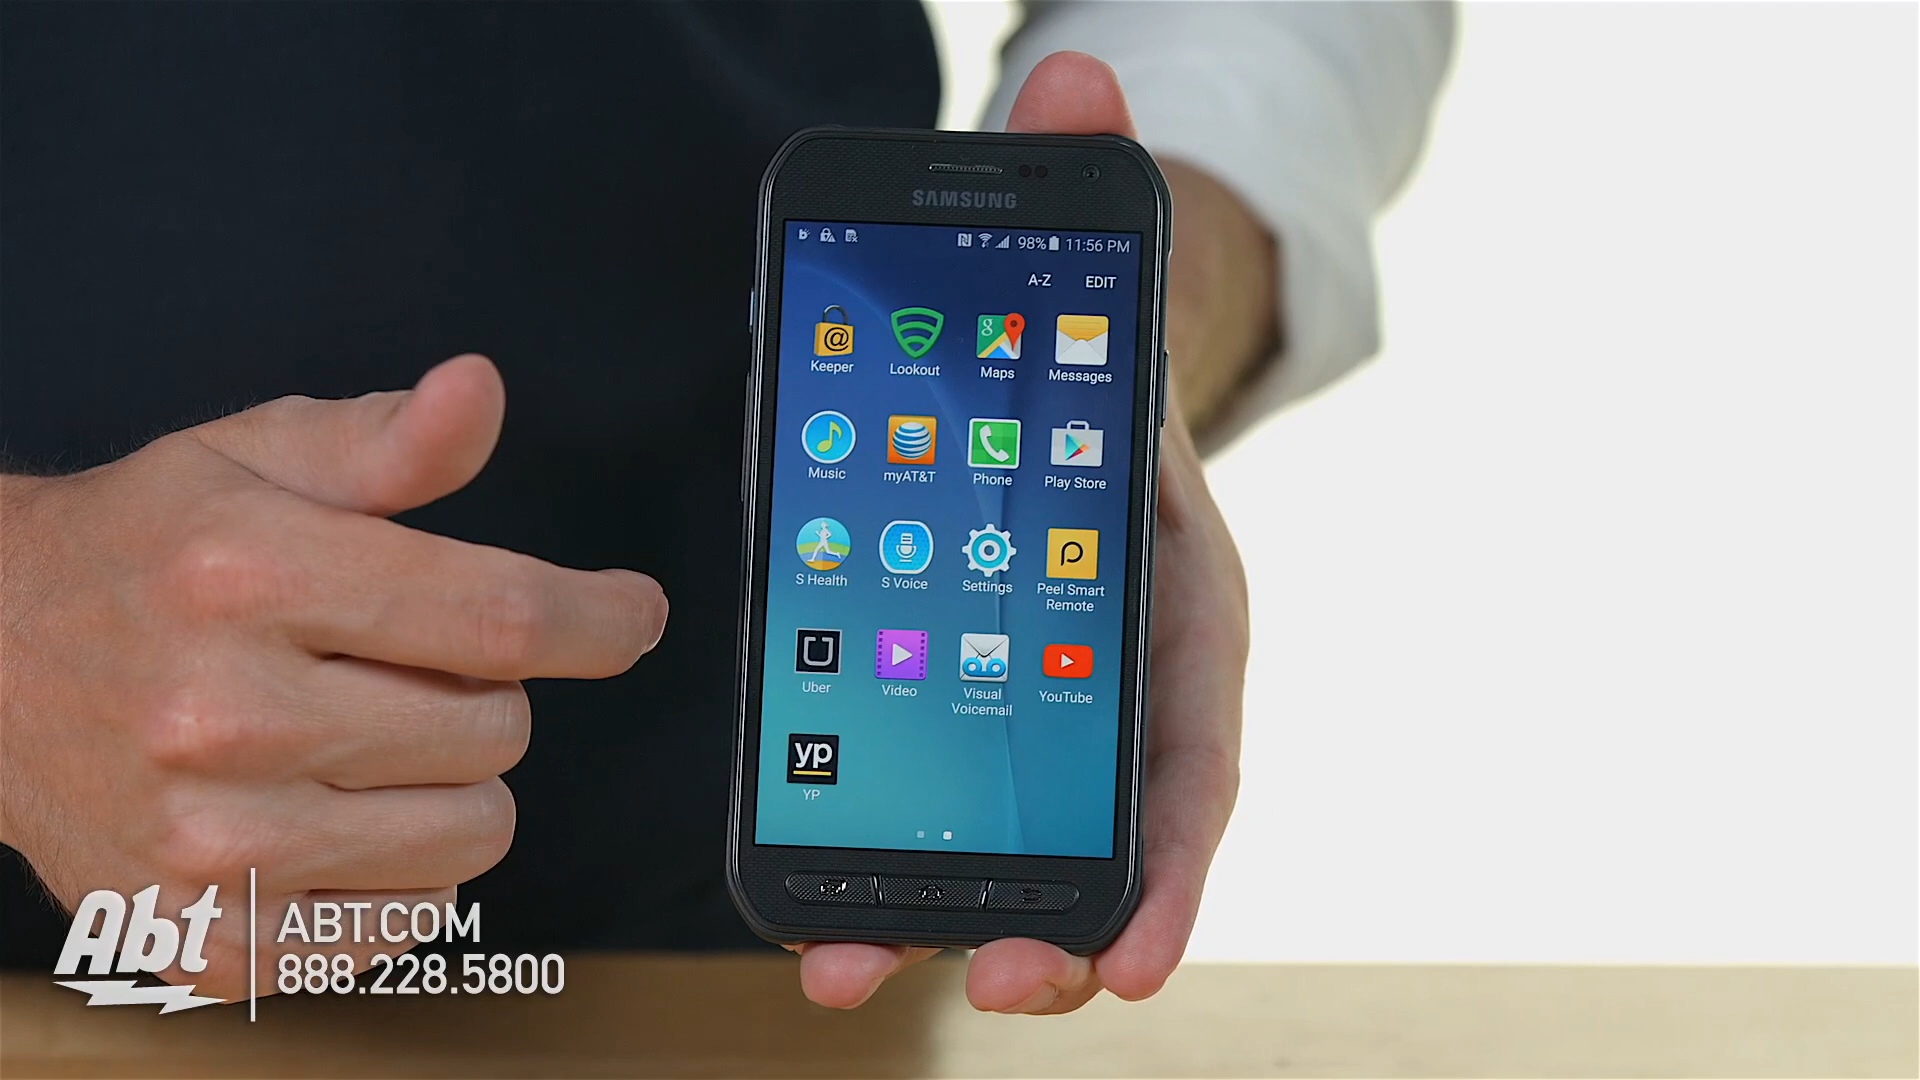 SAMSUNG
98% 11:56 PM
A-Z EDIT
Keeper Lookout Maps Messages
Music myAT&T Phone Play Store
S Health S Voice Settings Peel Smart
Remote
Uber Video Visual
Voicemail YouTube
yp
YP
Abt
ABT.COM
888.228.5800